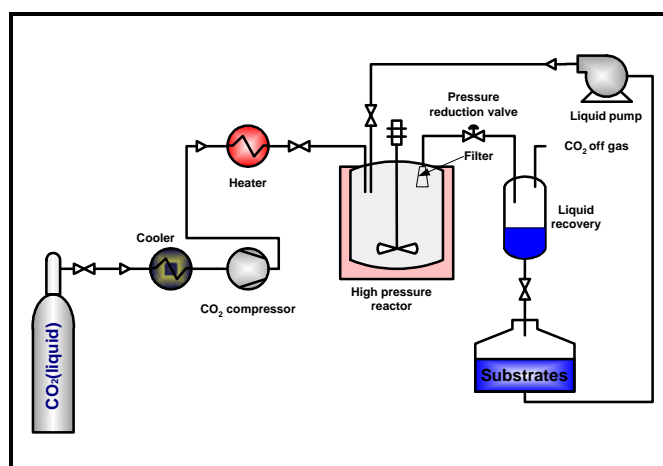 Pressure
reduction valve
Liquid pump
CO2 off gas
Filter
Heater
Liquid
recovery
Cooler
CO2 compressor
High pressure
reactor
CO2(liquid)
Substrates